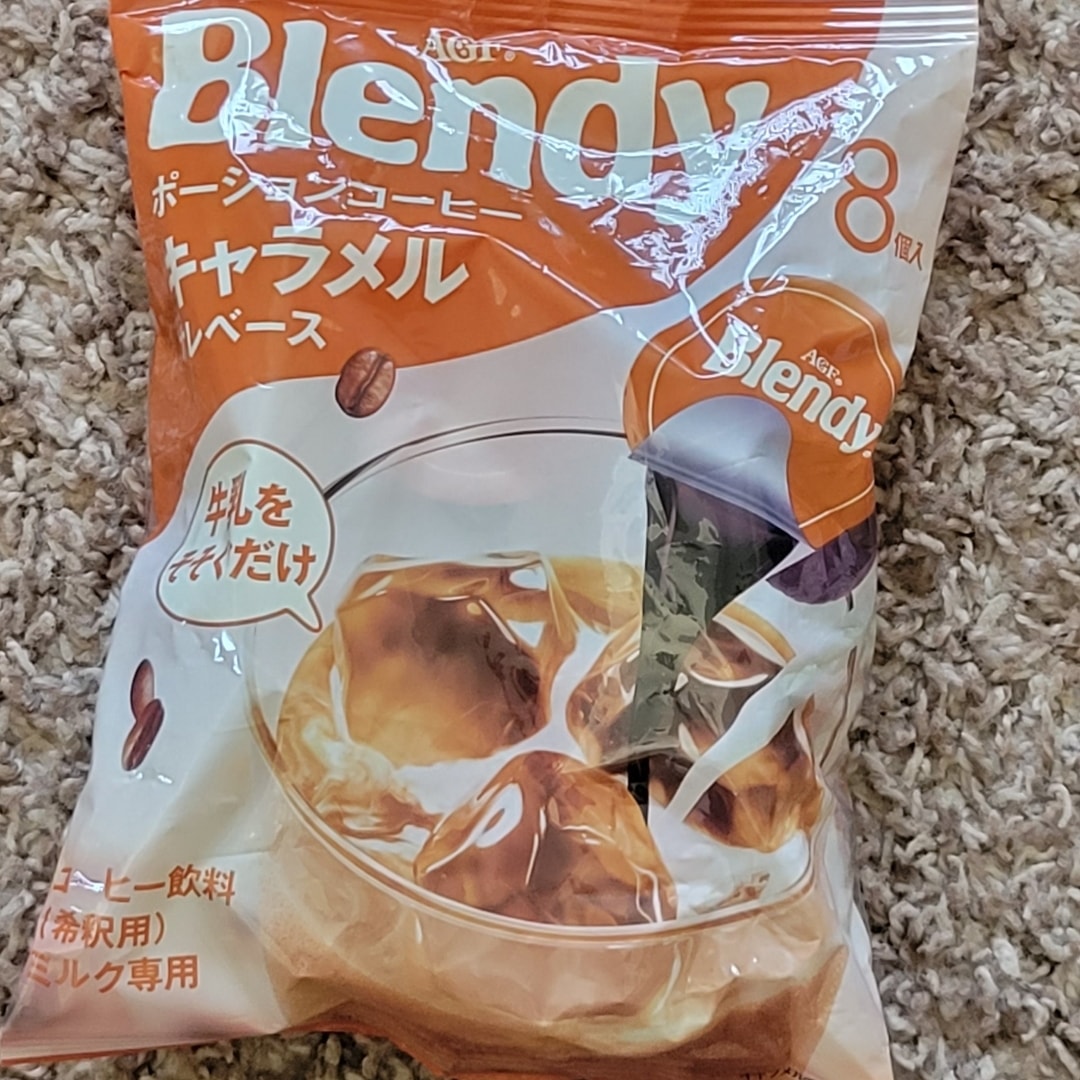 AGF®
Blendy
8
個入
ポーションコーヒー
キャラメル
レベース
AGF®
Blendy®
牛乳を
そそぐだけ
コーヒー飲料
(希釈用)
ミルク専用